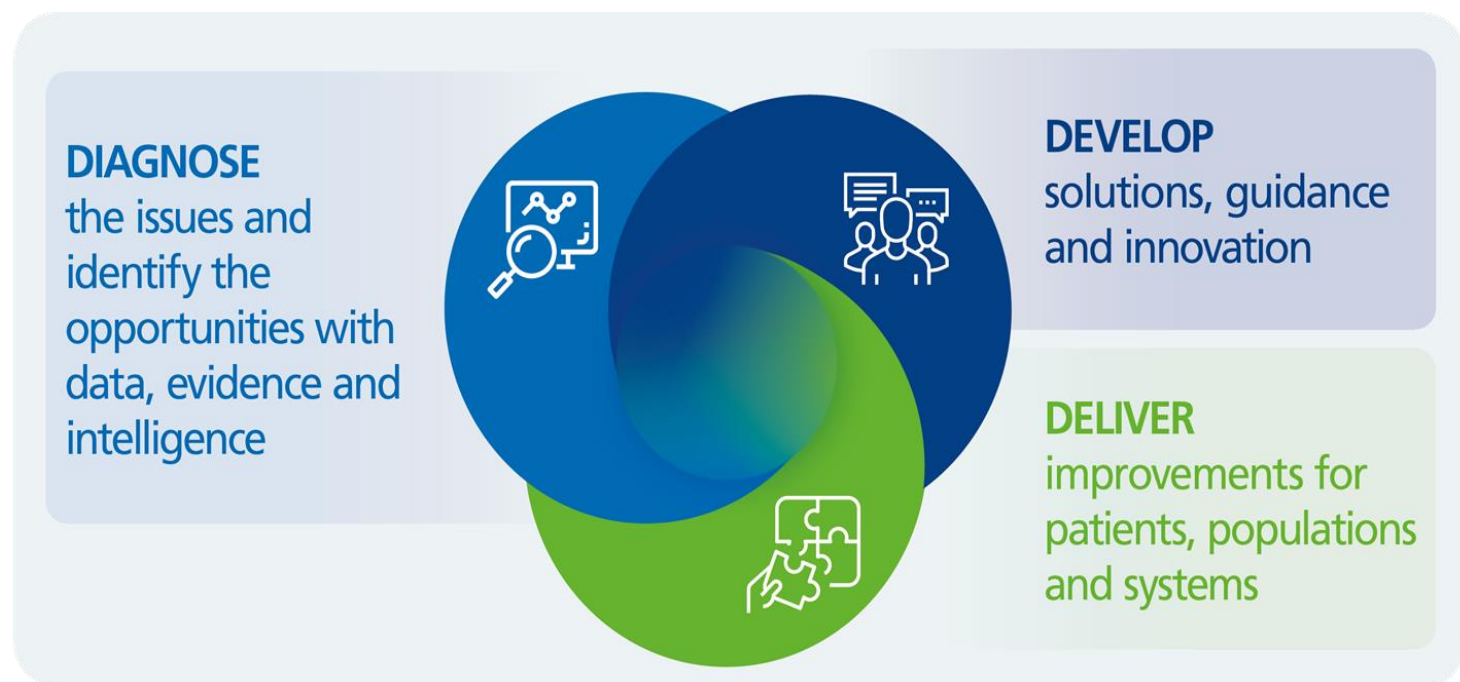 DIAGNOSE
the issues and
identify the
opportunities with
data, evidence and
intelligence
DEVELOP
solutions, guidance
and innovation
DELIVER
improvements for
patients, populations
and systems